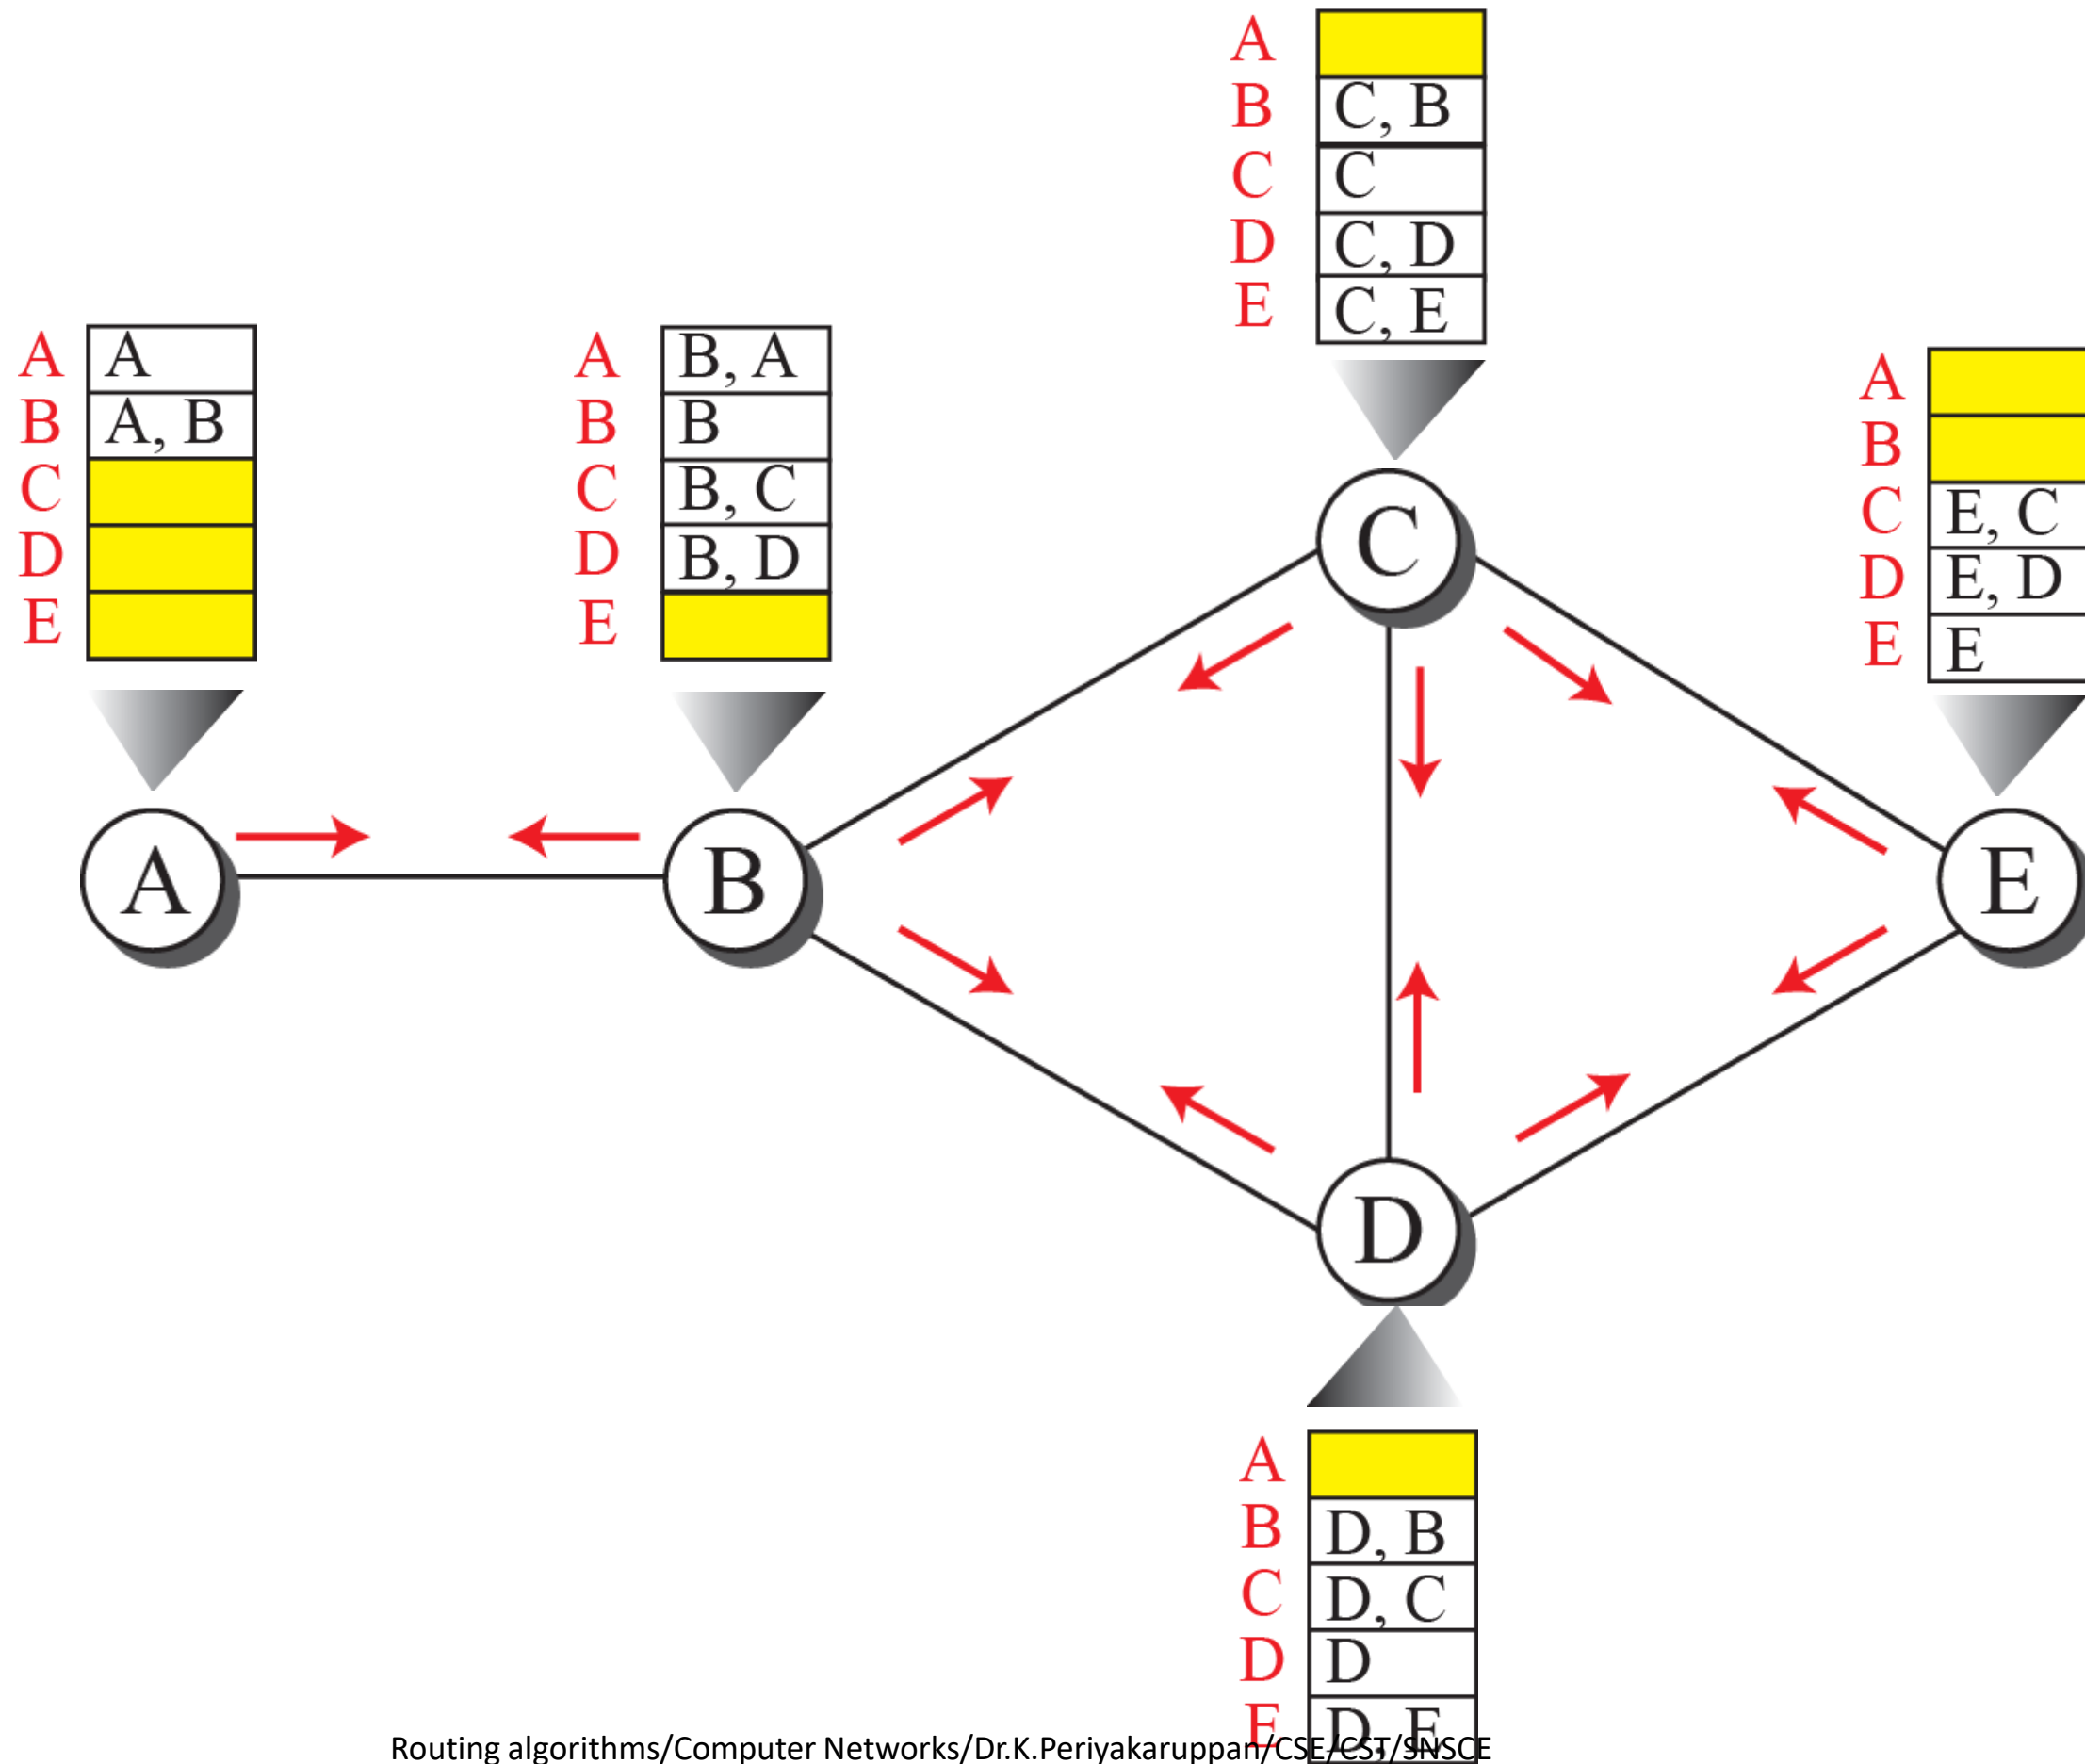 A
B C, B
C C
D C, D
E C, E
A A
B A, B
C
D
E
A B, A
B B
C B, C
D B, D
E
A
B
C E, C
D E, D
E E
A
B
C
D
E
A
B D, B
C D, C
D D
E D, E
Routing algorithms/Computer Networks/Dr.K.Periyakaruppan/CSE/CST/SNSCE